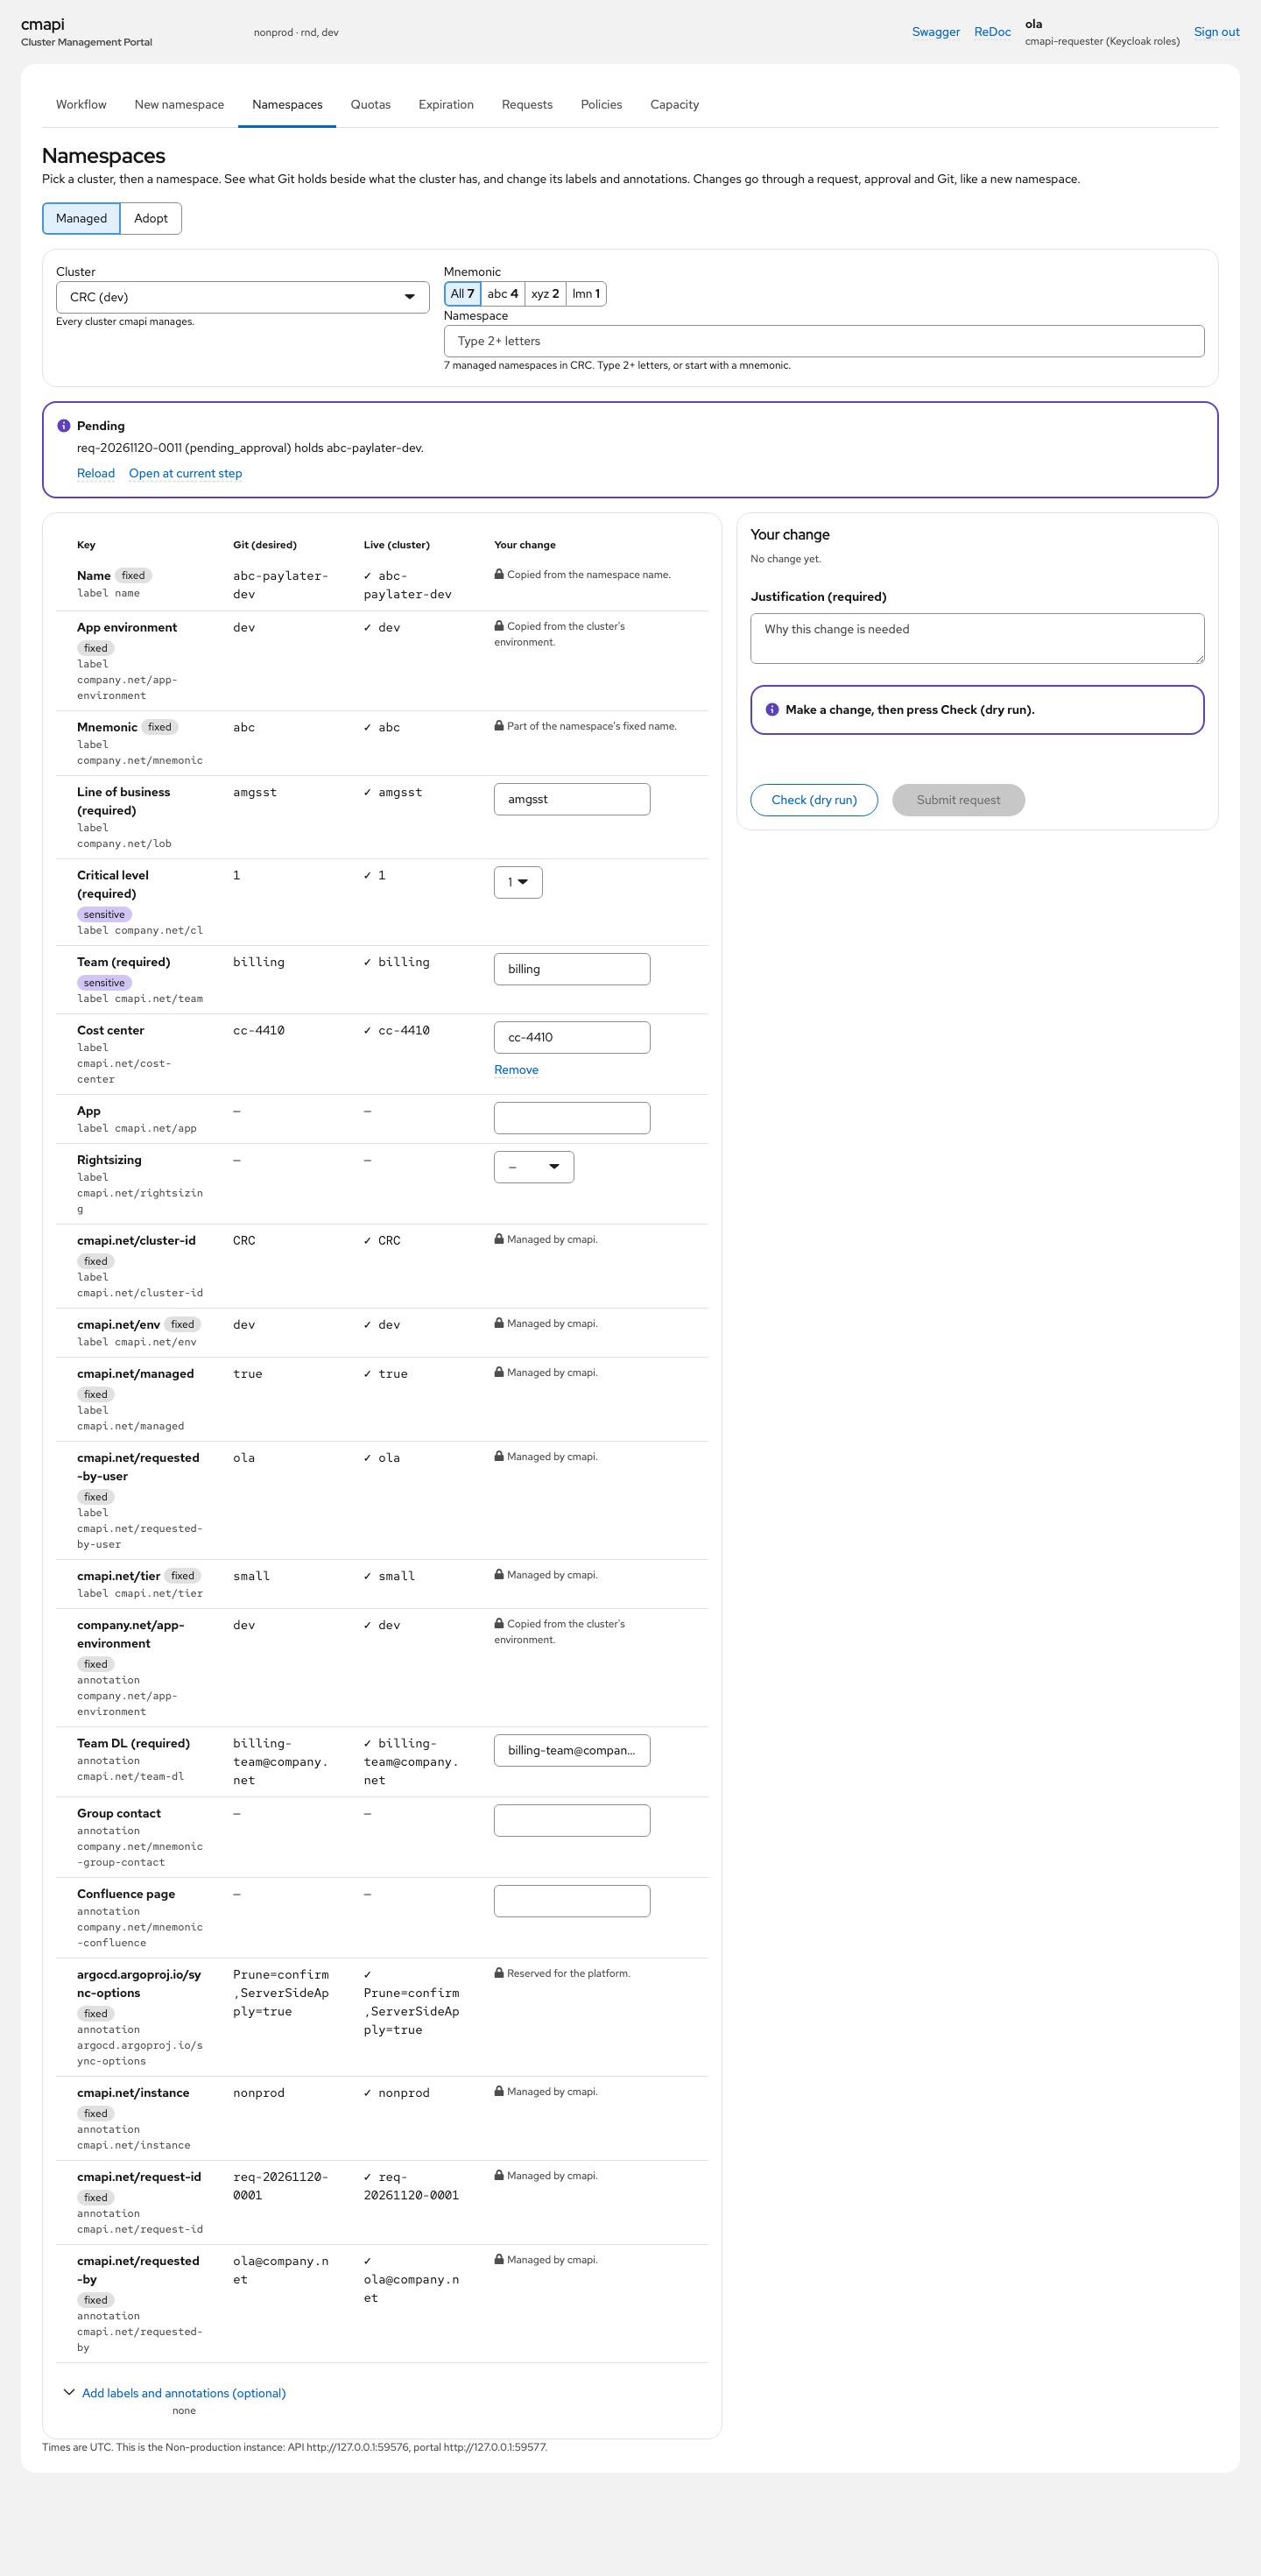 cmapi
Cluster Management Portal
nonprod · rnd, dev
Swagger
ReDoc
ola
cmapi-requester (Keycloak roles)
Sign out
Workflow
New namespace
Namespaces
Quotas
Expiration
Requests
Policies
Capacity
Namespaces
Pick a cluster, then a namespace. See what Git holds beside what the cluster has, and change its labels and annotations. Changes go through a request, approval and Git, like a new namespace.
Managed
Adopt
Cluster
CRC (dev)
Every cluster cmapi manages.
Mnemonic
All 7
abc 4
xyz 2
lmn 1
Namespace
Type 2+ letters
7 managed namespaces in CRC. Type 2+ letters, or start with a mnemonic.
Pending
req-20261120-0011 (pending_approval) holds abc-paylater-dev.
Reload
Open at current step
Key
Git (desired)
Live (cluster)
Your change
Name fixed
label name
abc-paylater-
dev
✓ abc-
paylater-dev
Copied from the namespace name.
App environment
fixed
label
company.net/app-
environment
dev
✓ dev
Copied from the cluster's
environment.
Mnemonic fixed
label
company.net/mnemonic
abc
✓ abc
Part of the namespace's fixed name.
Line of business
(required)
label
company.net/lob
amgsst
✓ amgsst
amgsst
Critical level
(required)
sensitive
label company.net/cl
1
✓ 1
1
Team (required)
sensitive
label cmapi.net/team
billing
✓ billing
billing
Cost center
label
cmapi.net/cost-
center
cc-4410
✓ cc-4410
cc-4410
Remove
App
label cmapi.net/app
—
—
Rightsizing
label
cmapi.net/rightsizin
g
—
—
—
cmapi.net/cluster-id
fixed
label
cmapi.net/cluster-id
CRC
✓ CRC
Managed by cmapi.
cmapi.net/env fixed
label cmapi.net/env
dev
✓ dev
Managed by cmapi.
cmapi.net/managed
fixed
label
cmapi.net/managed
true
✓ true
Managed by cmapi.
cmapi.net/requested
-by-user
fixed
label
cmapi.net/requested-
by-user
ola
✓ ola
Managed by cmapi.
cmapi.net/tier fixed
label cmapi.net/tier
small
✓ small
Managed by cmapi.
company.net/app-
environment
fixed
annotation
company.net/app-
environment
dev
✓ dev
Copied from the cluster's
environment.
Team DL (required)
annotation
cmapi.net/team-dl
billing-
team@company.
net
✓ billing-
team@company.
net
billing-team@compan...
Group contact
annotation
company.net/mnemonic
-group-contact
—
—
Confluence page
annotation
company.net/mnemonic
-confluence
—
—
argocd.argoproj.io/sy
nc-options
fixed
annotation
argocd.argoproj.io/s
ync-options
Prune=confirm
,ServerSideAp
ply=true
✓
Prune=confirm
,ServerSideAp
ply=true
Reserved for the platform.
cmapi.net/instance
fixed
annotation
cmapi.net/instance
nonprod
✓ nonprod
Managed by cmapi.
cmapi.net/request-id
fixed
annotation
cmapi.net/request-id
req-20261120-
0001
✓ req-
20261120-0001
Managed by cmapi.
cmapi.net/requested
-by
fixed
annotation
cmapi.net/requested-
by
ola@company.n
et
✓
ola@company.n
et
Managed by cmapi.
Add labels and annotations (optional)
none
Your change
No change yet.
Justification (required)
Why this change is needed
Make a change, then press Check (dry run).
Check (dry run)
Submit request
Times are UTC. This is the Non-production instance: API http://127.0.0.1:59576, portal http://127.0.0.1:59577.